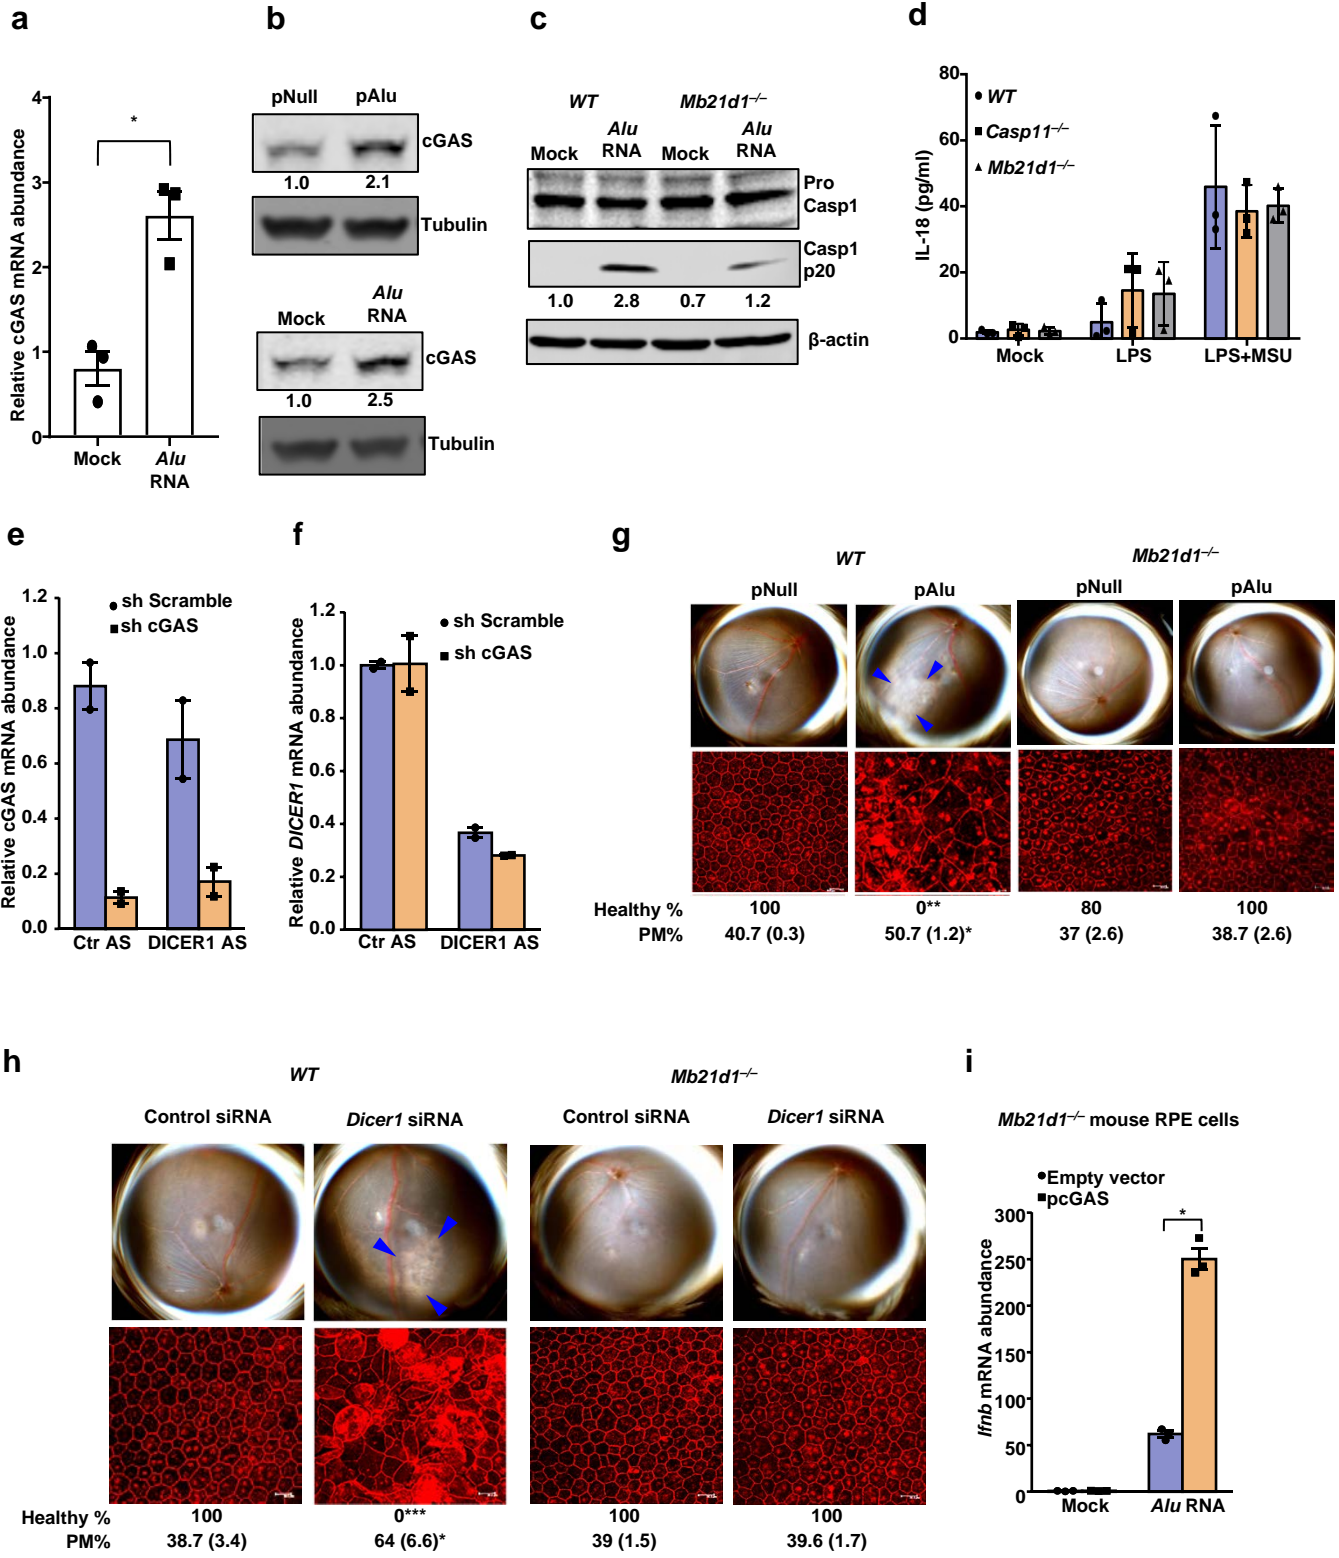 a
4
3
2
1
0
Relative cGAS mRNA abundance
*
Mock
Alu
RNA
b
pNull pAlu
cGAS
1.0 2.1
Tubulin
Mock
Alu
RNA
cGAS
1.0 2.5
Tubulin
c
WT Mb21d1–/–
Mock
Alu
RNA
Mock
Alu
RNA
Pro
Casp1
Casp1
p20
1.0 2.8 0.7 1.2
β-actin
d
80
60
40
20
0
IL-18 (pg/ml)
WT
Casp11–/–
Mb21d1–/–
Mock LPS LPS+MSU
e
1.2
1.0
0.8
0.6
0.4
0.2
0.0
Relative cGAS mRNA abundance
sh Scramble
sh cGAS
Ctr AS DICER1 AS
f
1.2
1.0
0.8
0.6
0.4
0.2
0.0
Relative DICER1 mRNA abundance
sh Scramble
sh cGAS
Ctr AS DICER1 AS
g
WT Mb21d1–/–
pNull pAlu pNull pAlu
Healthy % 100 0** 80 100
PM% 40.7 (0.3) 50.7 (1.2)* 37 (2.6) 38.7 (2.6)
h
WT Mb21d1–/–
Control siRNA Dicer1 siRNA Control siRNA Dicer1 siRNA
Healthy % 100 0*** 100 100
PM% 38.7 (3.4) 64 (6.6)* 39 (1.5) 39.6 (1.7)
i
Mb21d1–/– mouse RPE cells
Empty vector
pcGAS
300
250
200
150
100
50
0
Ifnb mRNA abundance
*
Mock Alu RNA